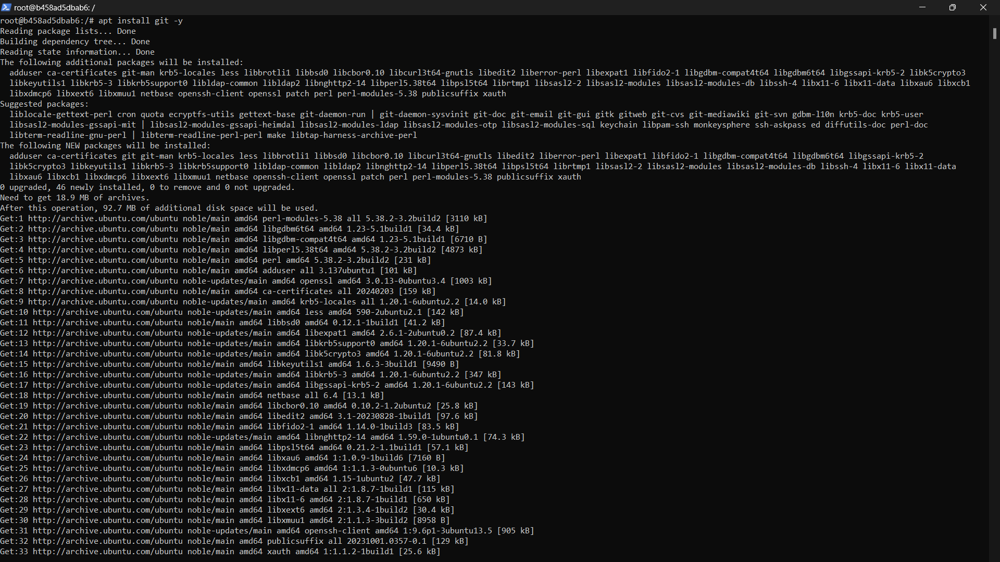 root@b458ad5dbab6: /
root@b458ad5dbab6:/# apt install git -y
Reading package lists... Done
Building dependency tree... Done
Reading state information... Done
The following additional packages will be installed:
  adduser ca-certificates git-man krb5-locales less libbrotli1 libbsd0 libcbor0.10 libcurl3t64-gnutls libedit2 liberror-perl libexpat1 libfido2-1 libgdbm-compat4t64 libgdbm6t64 libgssapi-krb5-2 libk5crypto3
  libkeyutils1 libkrb5-3 libkrb5support0 libldap-common libldap2 libnghttp2-14 libperl5.38t64 libpsl5t64 librtmp1 libsasl2-2 libsasl2-modules libsasl2-modules-db libssh-4 libx11-6 libx11-data libxau6 libxcb1
  libxdmcp6 libxext6 libxmuu1 netbase openssh-client openssl patch perl perl-modules-5.38 publicsuffix xauth
Suggested packages:
  liblocale-gettext-perl cron quota ecryptfs-utils gettext-base git-daemon-run | git-daemon-sysvinit git-doc git-email git-gui gitk gitweb git-cvs git-mediawiki git-svn gdbm-l10n krb5-doc krb5-user
  libsasl2-modules-gssapi-mit | libsasl2-modules-gssapi-heimdal libsasl2-modules-ldap libsasl2-modules-otp libsasl2-modules-sql keychain libpam-ssh monkeysphere ssh-askpass ed diffutils-doc perl-doc
  libterm-readline-gnu-perl | libterm-readline-perl-perl make libtap-harness-archive-perl
The following NEW packages will be installed:
  adduser ca-certificates git git-man krb5-locales less libbrotli1 libbsd0 libcbor0.10 libcurl3t64-gnutls libedit2 liberror-perl libexpat1 libfido2-1 libgdbm-compat4t64 libgdbm6t64 libgssapi-krb5-2
  libk5crypto3 libkeyutils1 libkrb5-3 libkrb5support0 libldap-common libldap2 libnghttp2-14 libperl5.38t64 libpsl5t64 librtmp1 libsasl2-2 libsasl2-modules libsasl2-modules-db libssh-4 libx11-6 libx11-data
  libxau6 libxcb1 libxdmcp6 libxext6 libxmuu1 netbase openssh-client openssl patch perl perl-modules-5.38 publicsuffix xauth
0 upgraded, 46 newly installed, 0 to remove and 0 not upgraded.
Need to get 18.9 MB of archives.
After this operation, 92.7 MB of additional disk space will be used.
Get:1 http://archive.ubuntu.com/ubuntu noble/main amd64 perl-modules-5.38 all 5.38.2-3.2build2 [3110 kB]
Get:2 http://archive.ubuntu.com/ubuntu noble/main amd64 libgdbm6t64 amd64 1.23-5.1build1 [34.4 kB]
Get:3 http://archive.ubuntu.com/ubuntu noble/main amd64 libgdbm-compat4t64 amd64 1.23-5.1build1 [6710 B]
Get:4 http://archive.ubuntu.com/ubuntu noble/main amd64 libperl5.38t64 amd64 5.38.2-3.2build2 [4873 kB]
Get:5 http://archive.ubuntu.com/ubuntu noble/main amd64 perl amd64 5.38.2-3.2build2 [231 kB]
Get:6 http://archive.ubuntu.com/ubuntu noble/main amd64 adduser all 3.137ubuntu1 [101 kB]
Get:7 http://archive.ubuntu.com/ubuntu noble-updates/main amd64 openssl amd64 3.0.13-0ubuntu3.4 [1003 kB]
Get:8 http://archive.ubuntu.com/ubuntu noble/main amd64 ca-certificates all 20240203 [159 kB]
Get:9 http://archive.ubuntu.com/ubuntu noble-updates/main amd64 krb5-locales all 1.20.1-6ubuntu2.2 [14.0 kB]
Get:10 http://archive.ubuntu.com/ubuntu noble-updates/main amd64 less amd64 590-2ubuntu2.1 [142 kB]
Get:11 http://archive.ubuntu.com/ubuntu noble/main amd64 libbsd0 amd64 0.12.1-1build1 [41.2 kB]
Get:12 http://archive.ubuntu.com/ubuntu noble-updates/main amd64 libexpat1 amd64 2.6.1-2ubuntu0.2 [87.4 kB]
Get:13 http://archive.ubuntu.com/ubuntu noble-updates/main amd64 libkrb5support0 amd64 1.20.1-6ubuntu2.2 [33.7 kB]
Get:14 http://archive.ubuntu.com/ubuntu noble-updates/main amd64 libk5crypto3 amd64 1.20.1-6ubuntu2.2 [81.8 kB]
Get:15 http://archive.ubuntu.com/ubuntu noble/main amd64 libkeyutils1 amd64 1.6.3-3build1 [9490 B]
Get:16 http://archive.ubuntu.com/ubuntu noble-updates/main amd64 libkrb5-3 amd64 1.20.1-6ubuntu2.2 [347 kB]
Get:17 http://archive.ubuntu.com/ubuntu noble-updates/main amd64 libgssapi-krb5-2 amd64 1.20.1-6ubuntu2.2 [143 kB]
Get:18 http://archive.ubuntu.com/ubuntu noble/main amd64 netbase all 6.4 [13.1 kB]
Get:19 http://archive.ubuntu.com/ubuntu noble/main amd64 libcbor0.10 amd64 0.10.2-1.2ubuntu2 [25.8 kB]
Get:20 http://archive.ubuntu.com/ubuntu noble/main amd64 libedit2 amd64 3.1-20230828-1build1 [97.6 kB]
Get:21 http://archive.ubuntu.com/ubuntu noble/main amd64 libfido2-1 amd64 1.14.0-1build3 [83.5 kB]
Get:22 http://archive.ubuntu.com/ubuntu noble-updates/main amd64 libnghttp2-14 amd64 1.59.0-1ubuntu0.1 [74.3 kB]
Get:23 http://archive.ubuntu.com/ubuntu noble/main amd64 libpsl5t64 amd64 0.21.2-1.1build1 [57.1 kB]
Get:24 http://archive.ubuntu.com/ubuntu noble/main amd64 libxau6 amd64 1:1.0.9-1build6 [7160 B]
Get:25 http://archive.ubuntu.com/ubuntu noble/main amd64 libxdmcp6 amd64 1:1.1.3-0ubuntu6 [10.3 kB]
Get:26 http://archive.ubuntu.com/ubuntu noble/main amd64 libxcb1 amd64 1.15-1ubuntu2 [47.7 kB]
Get:27 http://archive.ubuntu.com/ubuntu noble/main amd64 libx11-data all 2:1.8.7-1build1 [115 kB]
Get:28 http://archive.ubuntu.com/ubuntu noble/main amd64 libx11-6 amd64 2:1.8.7-1build1 [650 kB]
Get:29 http://archive.ubuntu.com/ubuntu noble/main amd64 libxext6 amd64 2:1.3.4-1build2 [30.4 kB]
Get:30 http://archive.ubuntu.com/ubuntu noble/main amd64 libxmuu1 amd64 2:1.1.3-3build2 [8958 B]
Get:31 http://archive.ubuntu.com/ubuntu noble-updates/main amd64 openssh-client amd64 1:9.6p1-3ubuntu13.5 [905 kB]
Get:32 http://archive.ubuntu.com/ubuntu noble/main amd64 publicsuffix all 20231001.0357-0.1 [129 kB]
Get:33 http://archive.ubuntu.com/ubuntu noble/main amd64 xauth amd64 1:1.1.2-1build1 [25.6 kB]